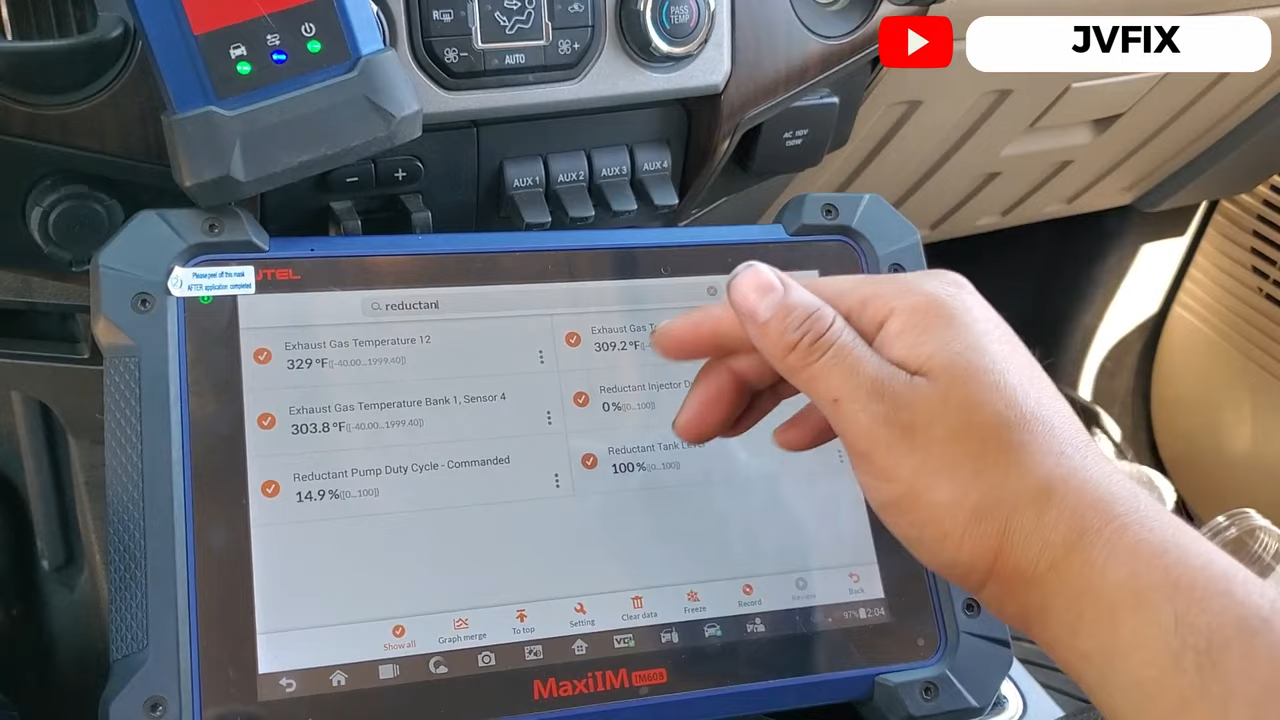 JVFIX
PASS
TEMP
AUTO
AUX 1
AUX 2
AUX 3
AUX 4
AC 110V
150W
Please peel off this mask
AFTER application completed
UTEL
reductan
Exhaust Gas Temperature 12
329 °F([-40.00...1999.40])
Exhaust Gas
309.2°F
Exhaust Gas Temperature Bank 1, Sensor 4
303.8 °F([-40.00...1999.40])
Reductant Injector
0%([0...100])
Reductant Pump Duty Cycle - Commanded
14.9 %([0...100])
Reductant Tank
100%([0...100])
Show all
Graph merge
To top
Setting
Clear data
Freeze
Record
Review
Back
97% 2:04
MaxiIM IM608